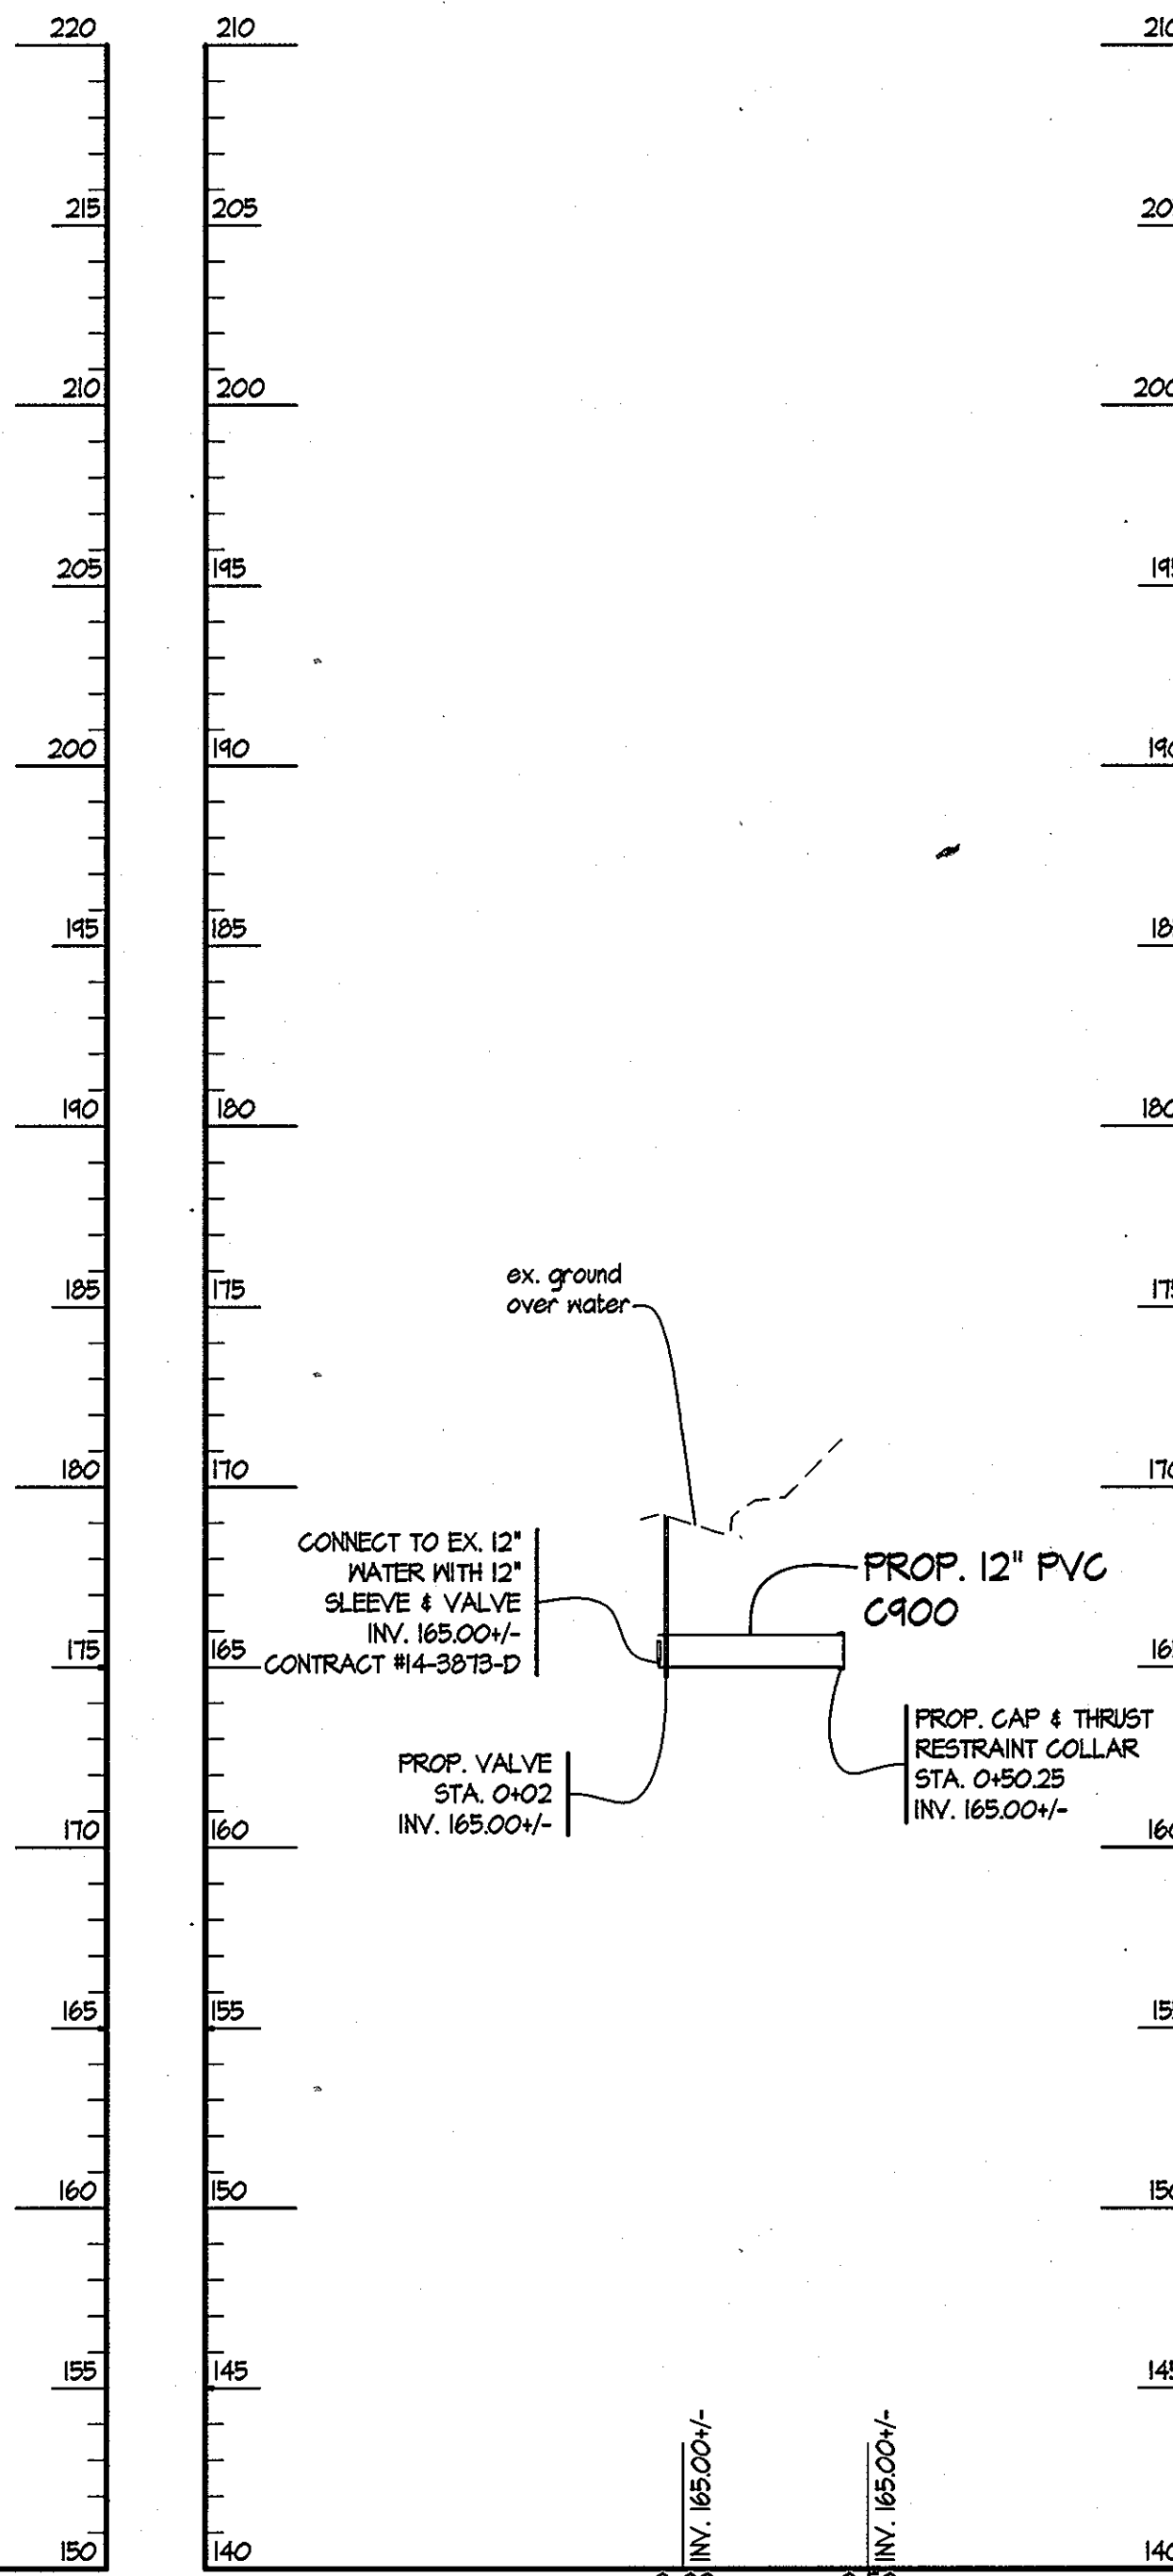 220
215
210
205
200
195
190
185
180
175
170
165
160
155
150
210
205
200
195
190
185
180
175
170
165
160
155
150
145
140
ex. ground
over water
CONNECT TO EX. 12"
WATER WITH 12"
SLEEVE & VALVE
INV. 165.00+/-
CONTRACT #14-3873-D
PROP. 12" PVC
C900
PROP. VALVE
STA. 0+02
INV. 165.00+/-
PROP. CAP & THRUST
RESTRAINT COLLAR
STA. 0+50.25
INV. 165.00+/-
INV. 165.00+/-
INV. 165.00+/-